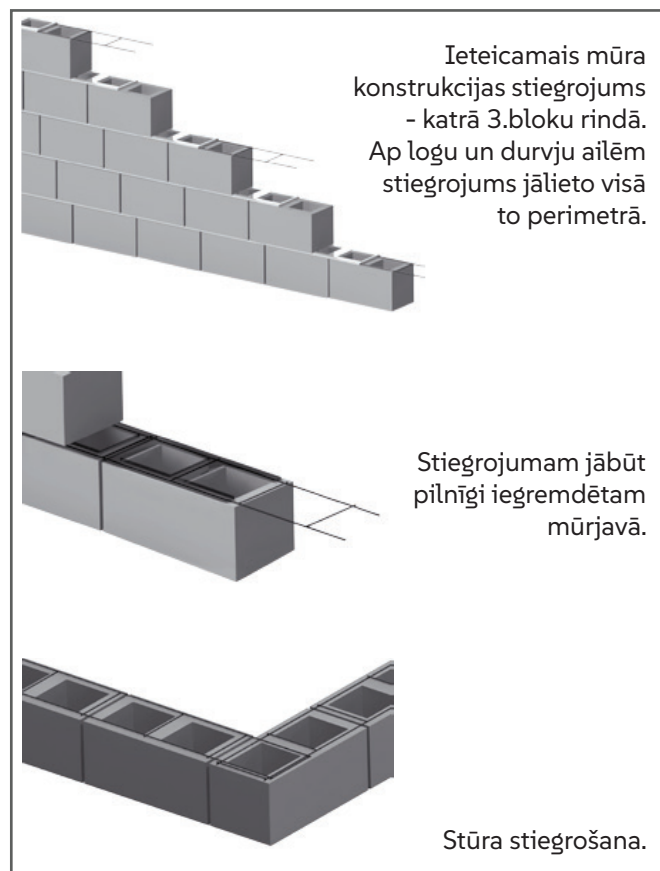 Ieteicamais mūra
konstrukcijas stiegrojums
- katrā 3.bloku rindā.
Ap logu un durvju ailēm
stiegrojums jālieto visā
to perimetrā.
Stiegrojumam jābūt
pilnīgi iegremdētam
mūrjavā.
Stūra stiegrošana.